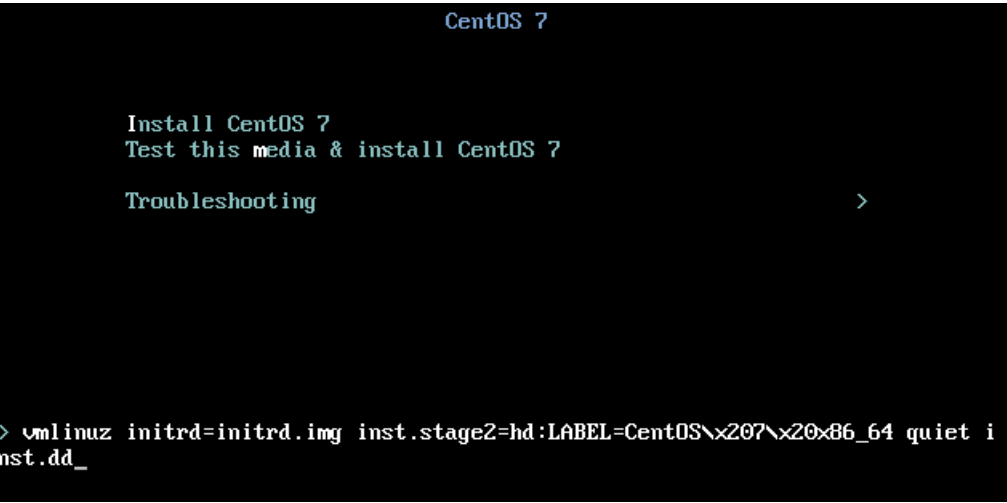 CentOS 7
Install CentOS 7
Test this media & install CentOS 7
Troubleshooting >
> vmlinuz initrd=initrd.img inst.stage2=hd:LABEL=CentOS\x207\x20x86_64 quiet i
nst.dd_